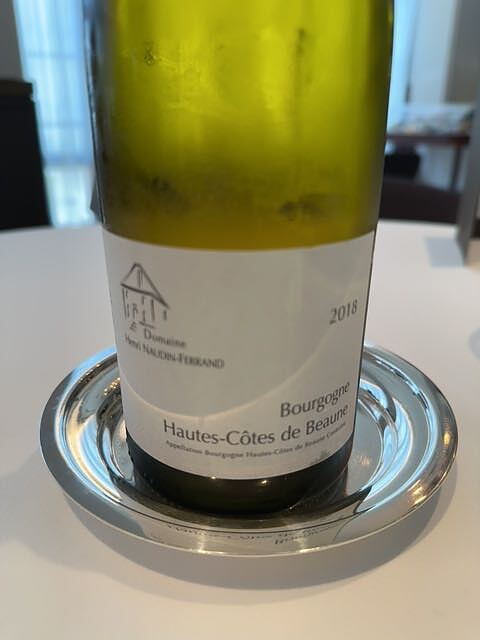 2018
Domaine
Henri NAUDIN-FERRAND
Bourgogne
Hautes-Côtes de Beaune
Appellation Bourgogne Hautes-Côtes de Beaune Contrôlée